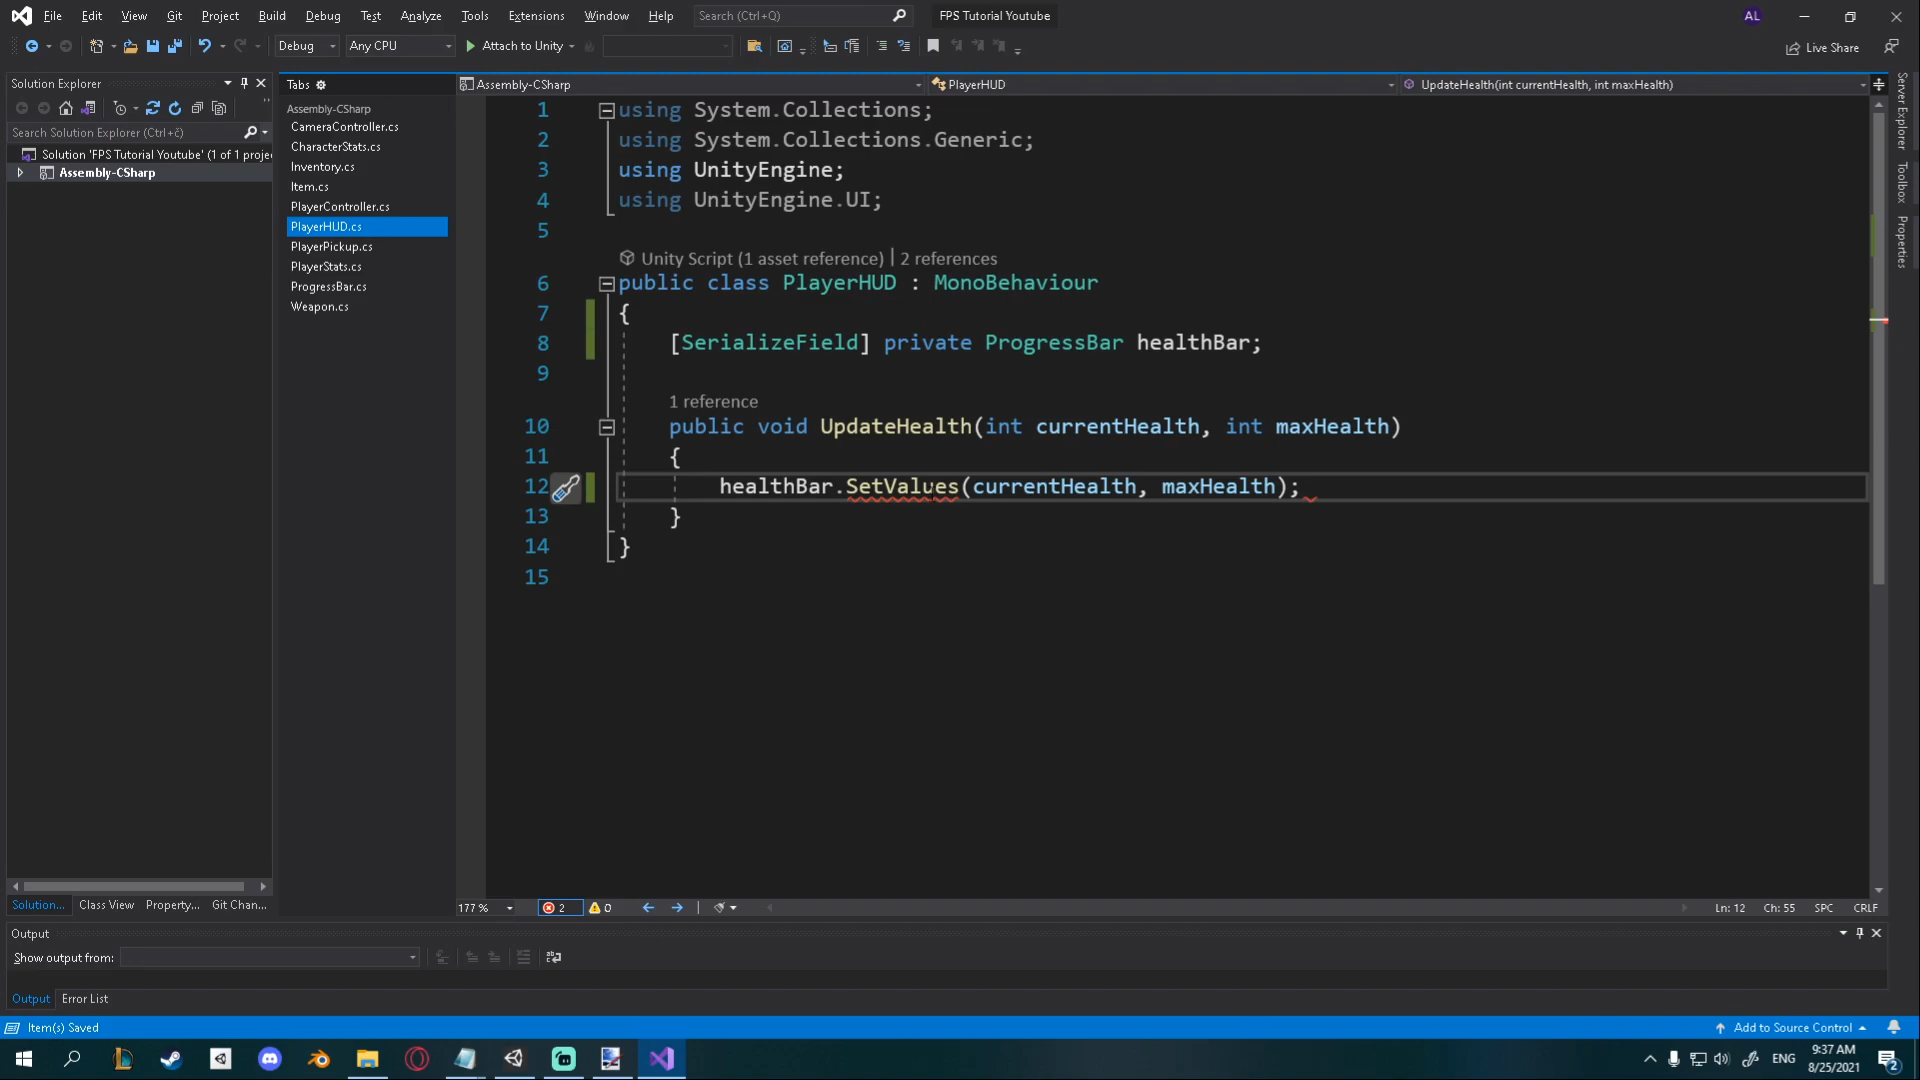 File Edit View Git Project Build Debug Test Analyze Tools Extensions Window Help Search (Ctrl+Q) FPS Tutorial Youtube AL
Debug Any CPU Attach to Unity Live Share
Solution Explorer
Search Solution Explorer (Ctrl+č)
Solution 'FPS Tutorial Youtube' (1 of 1 proje
Assembly-CSharp
Tabs
Assembly-CSharp
CameraController.cs
CharacterStats.cs
Inventory.cs
Item.cs
PlayerController.cs
PlayerHUD.cs
PlayerPickup.cs
PlayerStats.cs
ProgressBar.cs
Weapon.cs
Assembly-CSharp PlayerHUD UpdateHealth(int currentHealth, int maxHealth)
1 using System.Collections;
2 using System.Collections.Generic;
3 using UnityEngine;
4 using UnityEngine.UI;
5
Unity Script (1 asset reference) | 2 references
6 public class PlayerHUD : MonoBehaviour
7 {
8 [SerializeField] private ProgressBar healthBar;
9
1 reference
10 public void UpdateHealth(int currentHealth, int maxHealth)
11 {
12 healthBar.SetValues(currentHealth, maxHealth);
13 }
14 }
15
Server Explorer
Toolbox
Properties
Solution... Class View Property... Git Chan...
177 % 2 0 Ln: 12 Ch: 55 SPC CRLF
Output
Show output from:
Output Error List
Item(s) Saved Add to Source Control
ENG 9:37 AM
8/25/2021
2